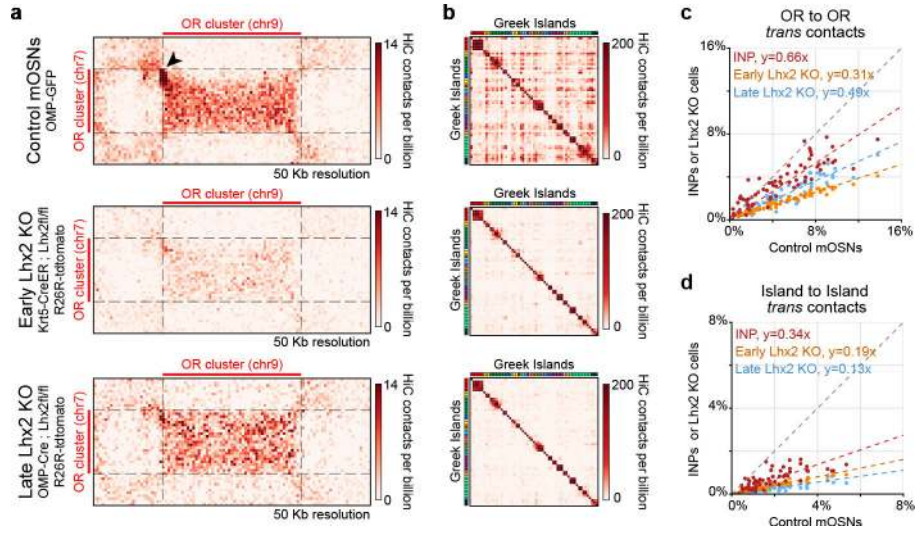 a
OR cluster (chr9)
Control mOSNs
OMP-GFP
OR cluster (chr7)
14
0
HiC contacts per billion
50 Kb resolution
OR cluster (chr9)
Early Lhx2 KO
Krt5-CreER ; Lhx2fl/fl
R26R-tdtomato
OR cluster (chr7)
14
0
HiC contacts per billion
50 Kb resolution
OR cluster (chr9)
Late Lhx2 KO
OMP-Cre ; Lhx2fl/fl
R26R-tdtomato
OR cluster (chr7)
14
0
HiC contacts per billion
50 Kb resolution
b
Greek Islands
Greek Islands
200
0
HiC contacts per billion
Greek Islands
Greek Islands
200
0
HiC contacts per billion
Greek Islands
Greek Islands
200
0
HiC contacts per billion
c
OR to OR
trans contacts
16%
INP, y=0.66x
Early Lhx2 KO, y=0.31x
Late Lhx2 KO, y=0.49x
8%
0%
INPs or Lhx2 KO cells
0%
8%
16%
Control mOSNs
d
Island to Island
trans contacts
8%
INP, y=0.34x
Early Lhx2 KO, y=0.19x
Late Lhx2 KO, y=0.13x
4%
0%
INPs or Lhx2 KO cells
0%
4%
8%
Control mOSNs